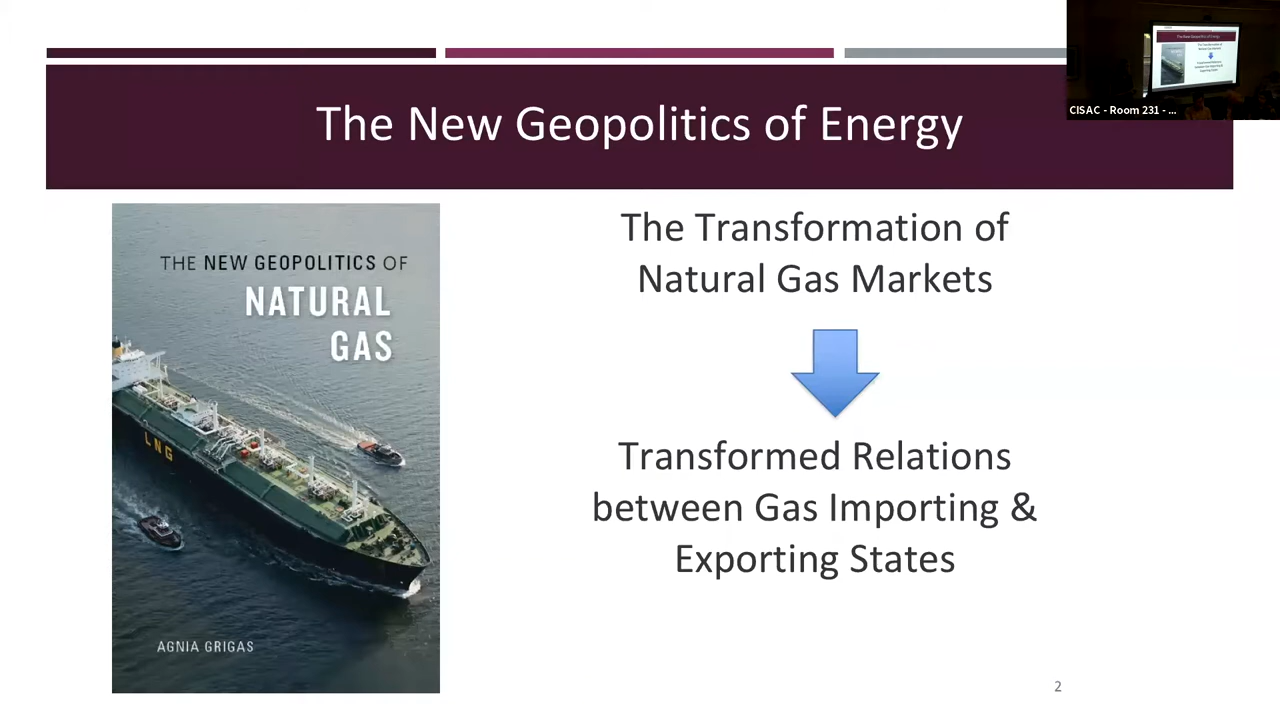 The New Geopolitics of Energy
CISAC - Room 231 - ...
THE NEW GEOPOLITICS OF
NATURAL
GAS
LNG
AGNIA GRIGAS
The Transformation of
Natural Gas Markets
Transformed Relations
between Gas Importing &
Exporting States
2